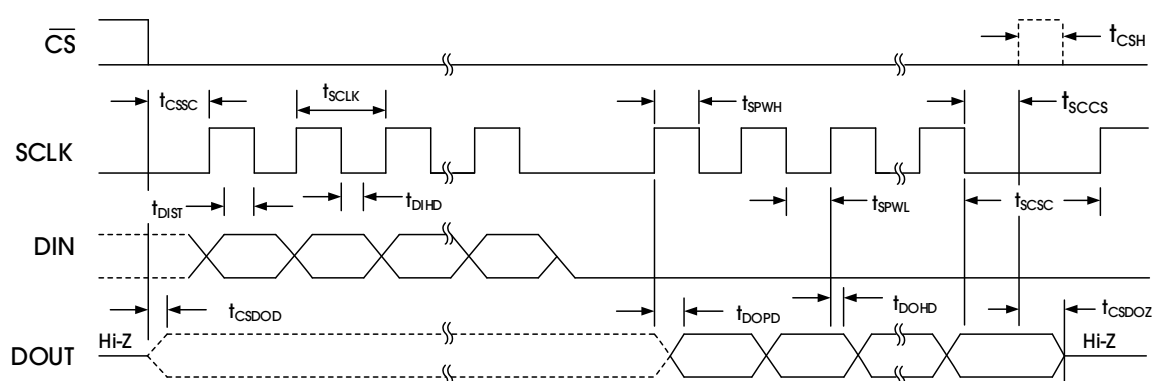 CS
tCSH
tCSSC
tSCLK
tSPWH
tSCCS
SCLK
tDIST
tDIHD
tSPWL
tSCSC
DIN
tCSDOD
tDOPD
tDOHD
tCSDOZ
Hi-Z
Hi-Z
DOUT